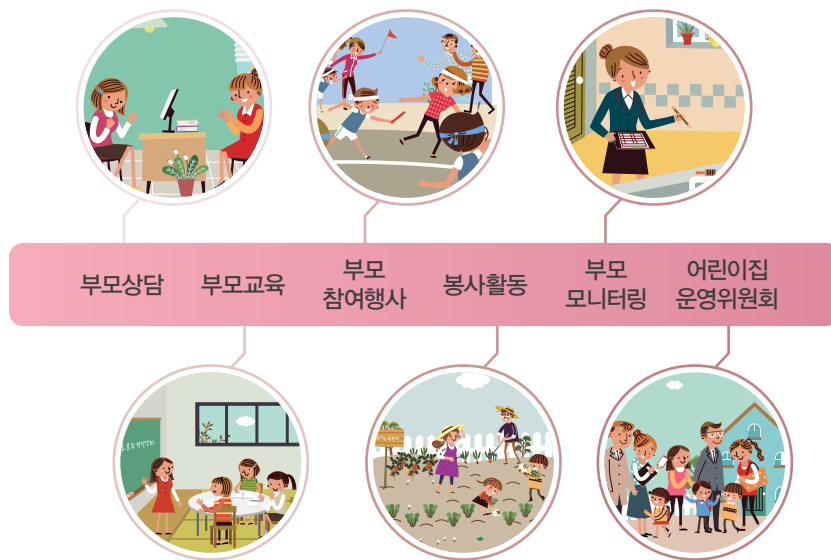 부모상담
부모교육
부모
참여행사
봉사활동
부모
모니터링
어린이집
운영위원회